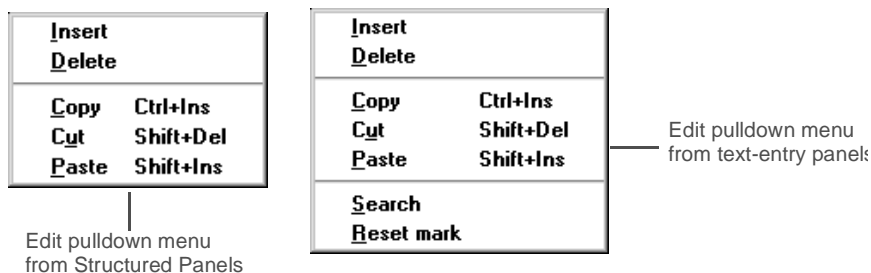 Insert
Delete
Copy Ctrl+Ins
Cut Shift+Del
Paste Shift+Ins
Edit pulldown menu
from Structured Panels
Insert
Delete
Copy Ctrl+Ins
Cut Shift+Del
Paste Shift+Ins
Search
Reset mark
Edit pulldown menu
from text-entry panels